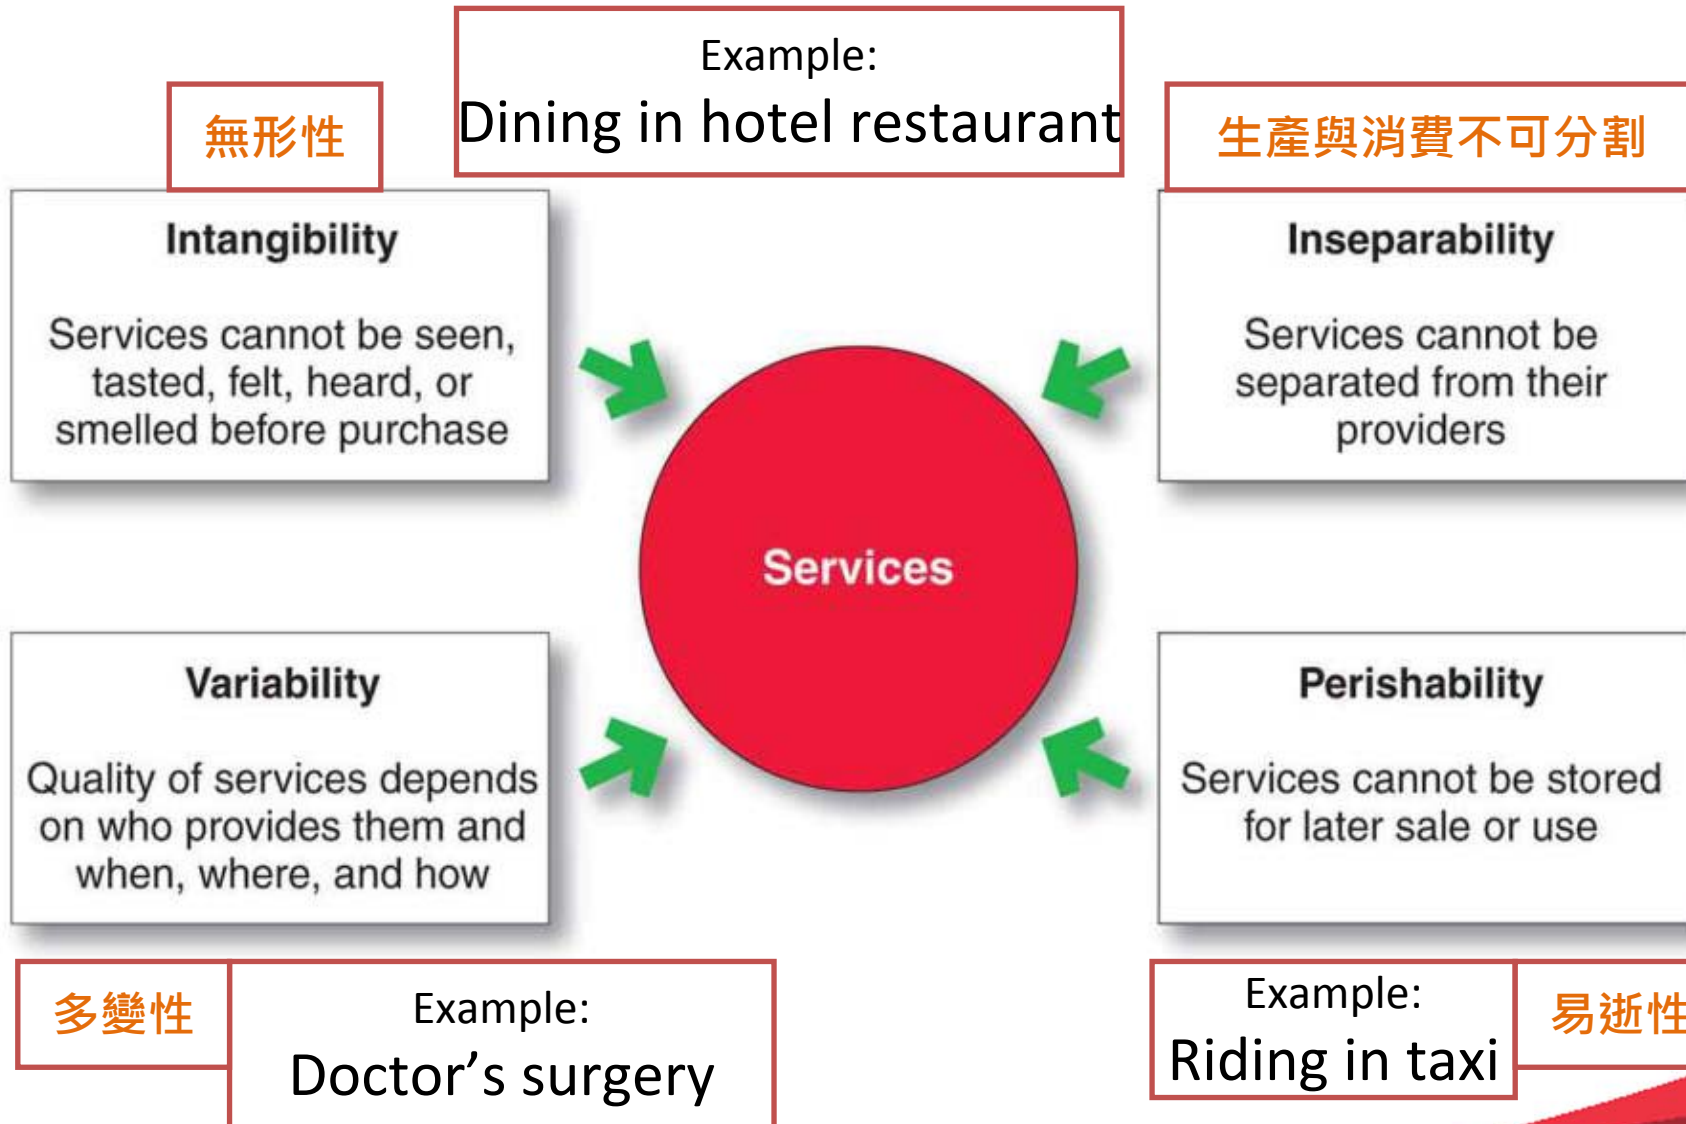 Example:
Dining in hotel restaurant
無形性
生產與消費不可分割
Intangibility
Services cannot be seen,
tasted, felt, heard, or
smelled before purchase
Inseparability
Services cannot be
separated from their
providers
Services
Variability
Quality of services depends
on who provides them and
when, where, and how
Perishability
Services cannot be stored
for later sale or use
多變性
Example:
Doctor’s surgery
Example:
Riding in taxi
易逝性